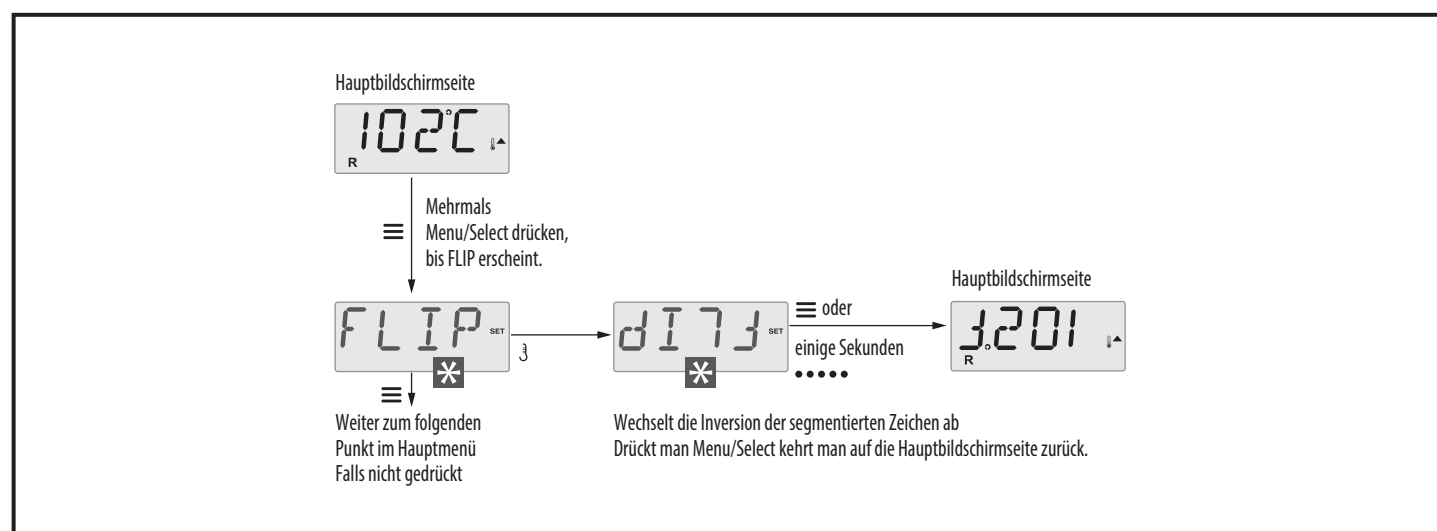 Hauptbildschirmseite
102°C
R
Mehrmals
Menu/Select drücken,
bis FLIP erscheint.
FLIP SET
*
Weiter zum folgenden
Punkt im Hauptmenü
Falls nicht gedrückt
dI7J SET
*
oder
einige Sekunden
Wechselt die Inversion der segmentierten Zeichen ab
Drückt man Menu/Select kehrt man auf die Hauptbildschirmseite zurück.
Hauptbildschirmseite
J.201
R